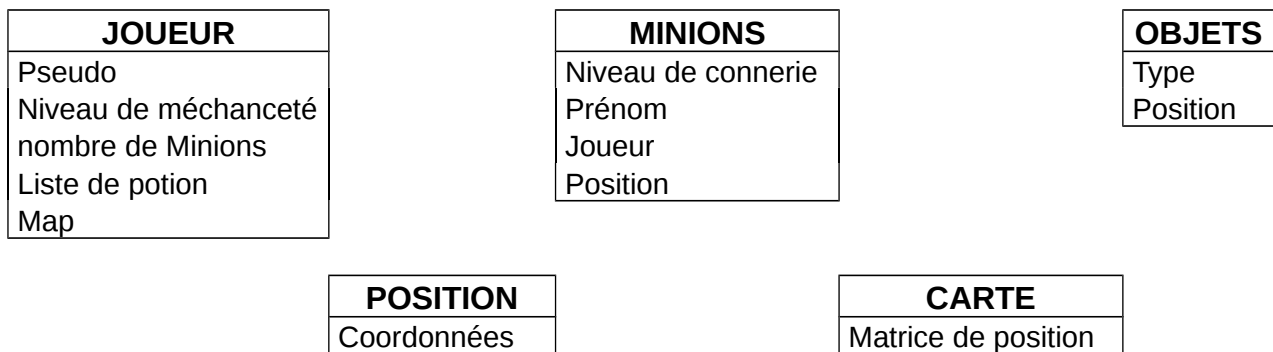 JOUEUR
Pseudo
Niveau de méchanceté
nombre de Minions
Liste de potion
Map
MINIONS
Niveau de connerie
Prénom
Joueur
Position
OBJETS
Type
Position
POSITION
Coordonnées
CARTE
Matrice de position